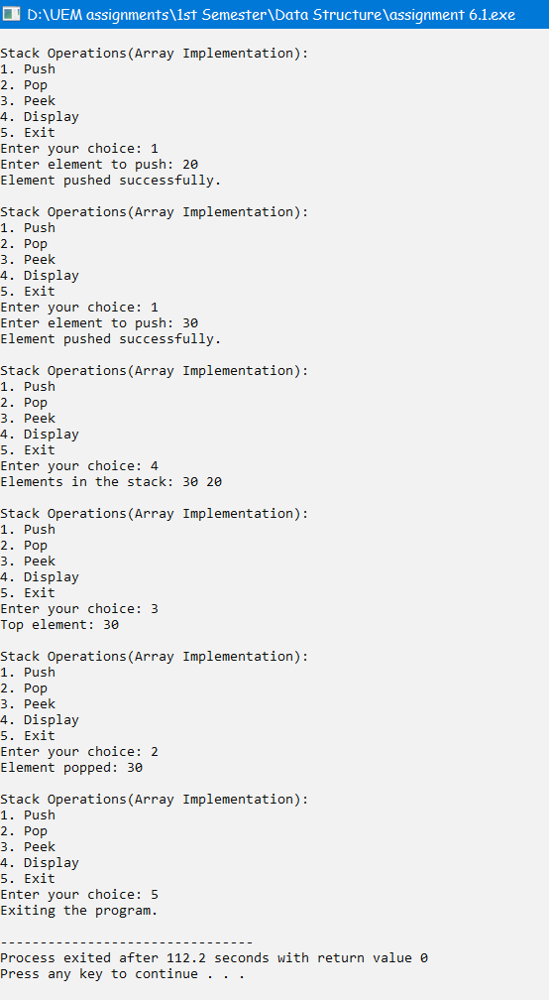 D:\UEM assignments\1st Semester\Data Structure\assignment 6.1.exe
Stack Operations(Array Implementation):
1. Push
2. Pop
3. Peek
4. Display
5. Exit
Enter your choice: 1
Enter element to push: 20
Element pushed successfully.
Stack Operations(Array Implementation):
1. Push
2. Pop
3. Peek
4. Display
5. Exit
Enter your choice: 1
Enter element to push: 30
Element pushed successfully.
Stack Operations(Array Implementation):
1. Push
2. Pop
3. Peek
4. Display
5. Exit
Enter your choice: 4
Elements in the stack: 30 20
Stack Operations(Array Implementation):
1. Push
2. Pop
3. Peek
4. Display
5. Exit
Enter your choice: 3
Top element: 30
Stack Operations(Array Implementation):
1. Push
2. Pop
3. Peek
4. Display
5. Exit
Enter your choice: 2
Element popped: 30
Stack Operations(Array Implementation):
1. Push
2. Pop
3. Peek
4. Display
5. Exit
Enter your choice: 5
Exiting the program.
--------------------------------
Process exited after 112.2 seconds with return value 0
Press any key to continue . . .